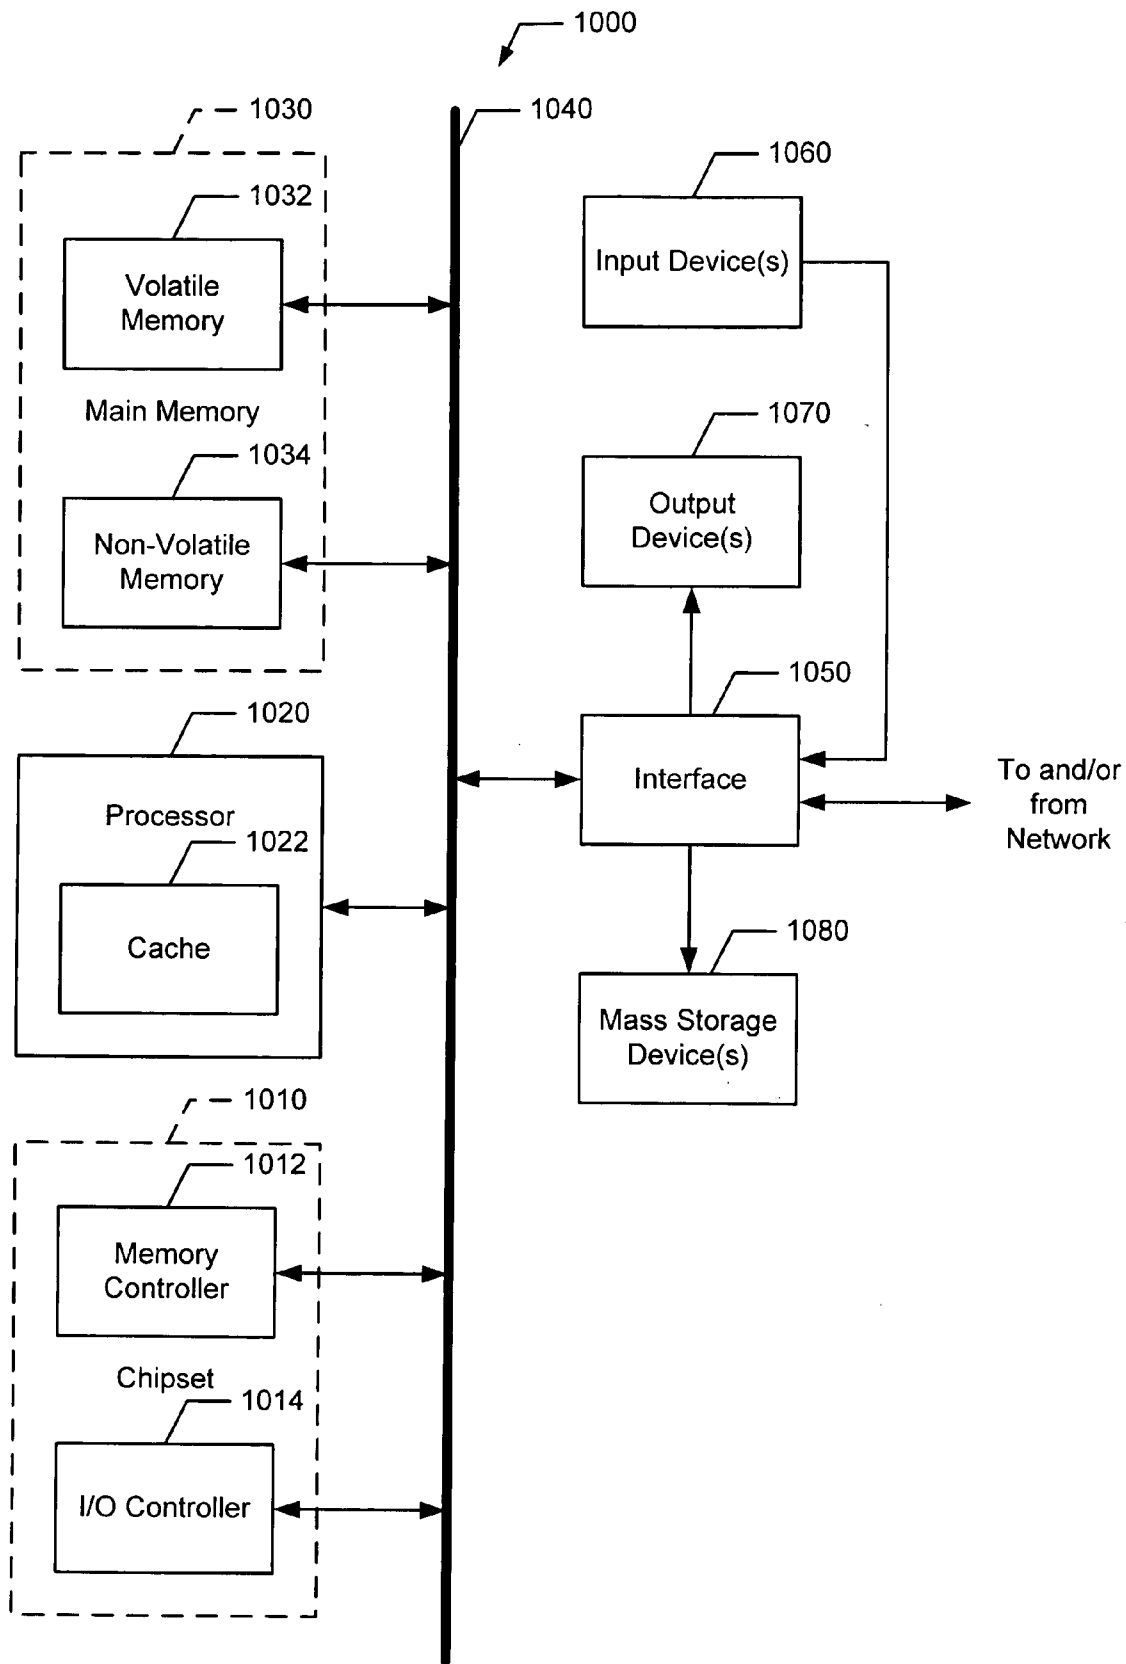 1000
1030
1040
1060
1032
Input Device(s)
Volatile
Memory
Main Memory
1070
1034
Output
Device(s)
Non-Volatile
Memory
1050
1020
Interface
To and/or
from
Network
Processor
1022
Cache
1080
Mass Storage
Device(s)
1010
1012
Memory
Controller
Chipset
1014
I/O Controller